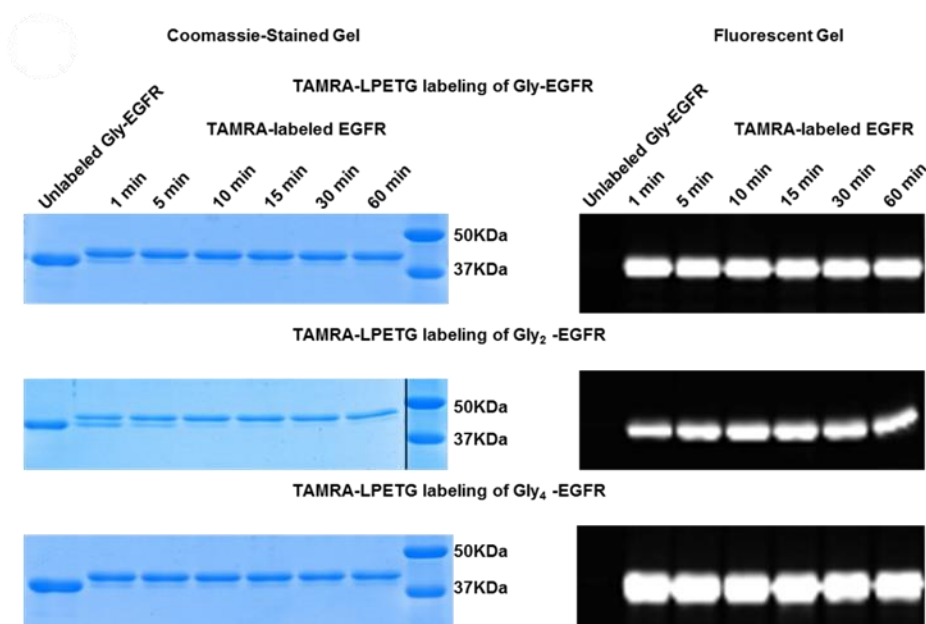 Coomassie-Stained Gel Fluorescent Gel
TAMRA-LPETG labeling of Gly-EGFR
Unlabeled Gly-EGFR TAMRA-labeled EGFR Unlabeled Gly-EGFR TAMRA-labeled EGFR
1 min 5 min 10 min 15 min 30 min 60 min 1 min 5 min 10 min 15 min 30 min 60 min
50KDa
37KDa
TAMRA-LPETG labeling of Gly₂ -EGFR
50KDa
37KDa
TAMRA-LPETG labeling of Gly₄ -EGFR
50KDa
37KDa